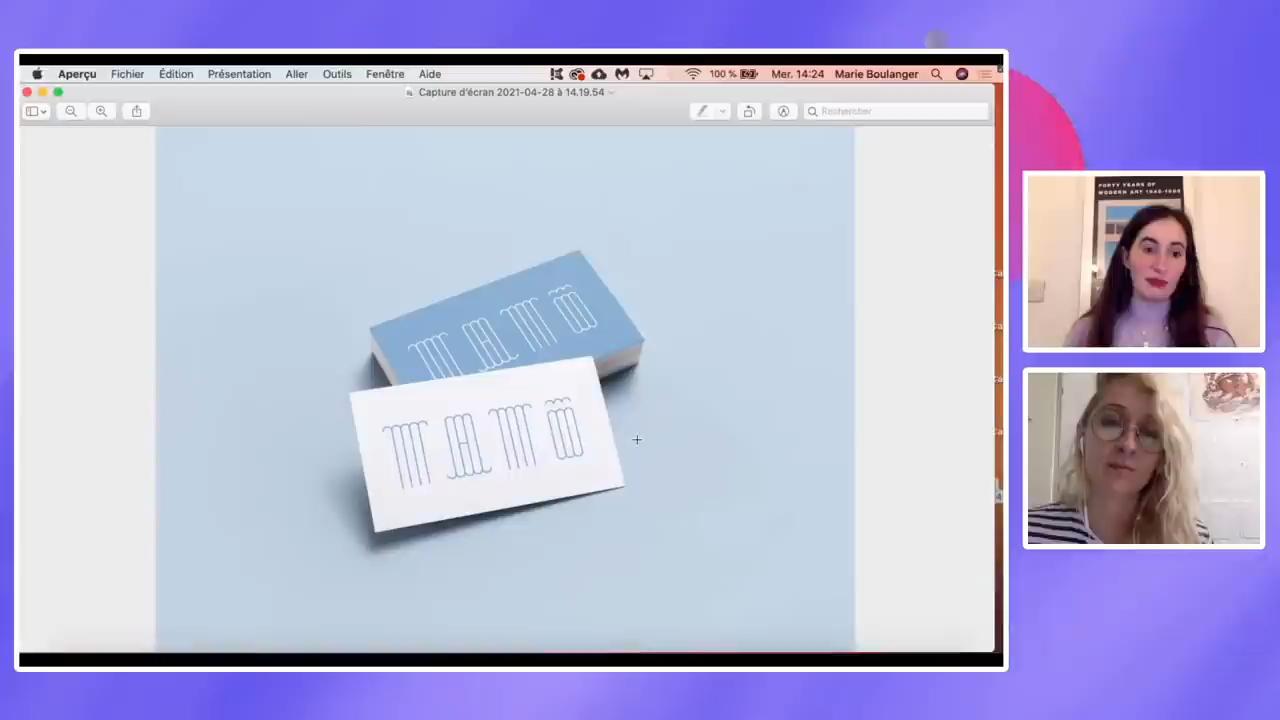 Aperçu Fichier Édition Présentation Aller Outils Fenêtre Aide 100 % Mer. 14:24 Marie Boulanger
Capture d'écran 2021-04-28 à 14.19.54
Rechercher
FORTY YEARS OF
MODERN ART 1945-1985